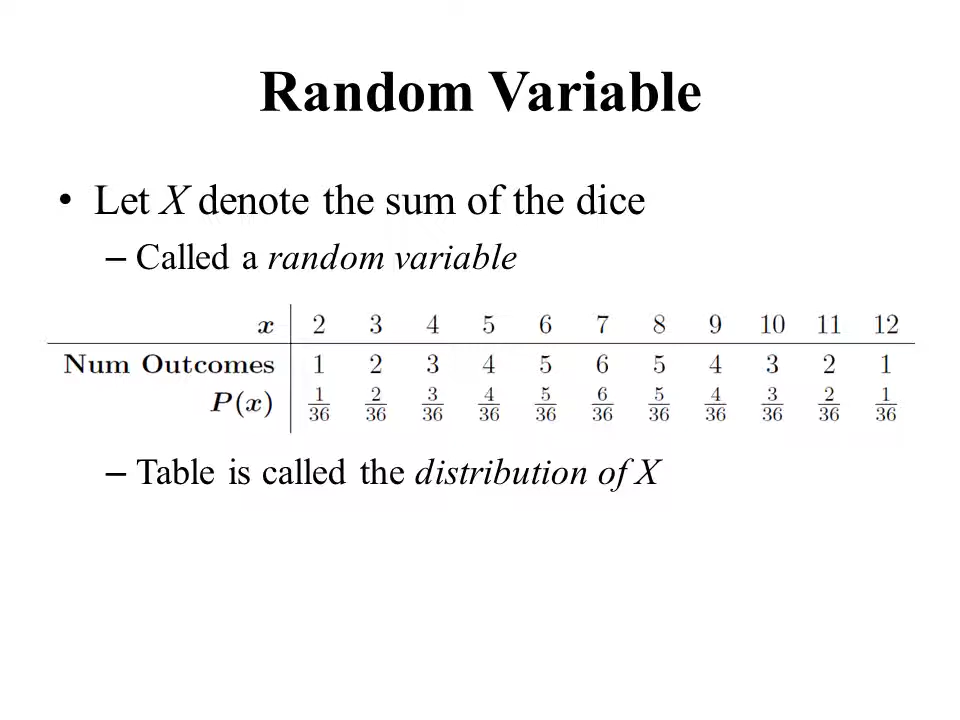 Random Variable
• Let X denote the sum of the dice
– Called a random variable
x 2 3 4 5 6 7 8 9 10 11 12
Num Outcomes 1 2 3 4 5 6 5 4 3 2 1
P(x) 1/36 2/36 3/36 4/36 5/36 6/36 5/36 4/36 3/36 2/36 1/36
– Table is called the distribution of X